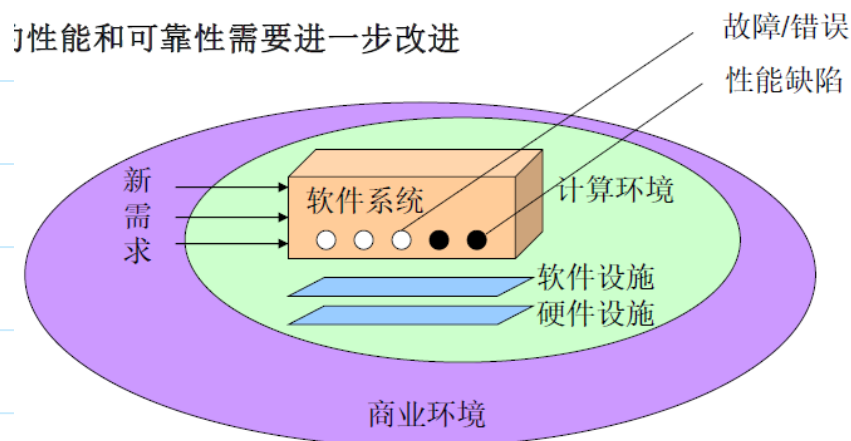 的性能和可靠性需要进一步改进
故障/错误
性能缺陷
新
需
求
软件系统
计算环境
软件设施
硬件设施
商业环境